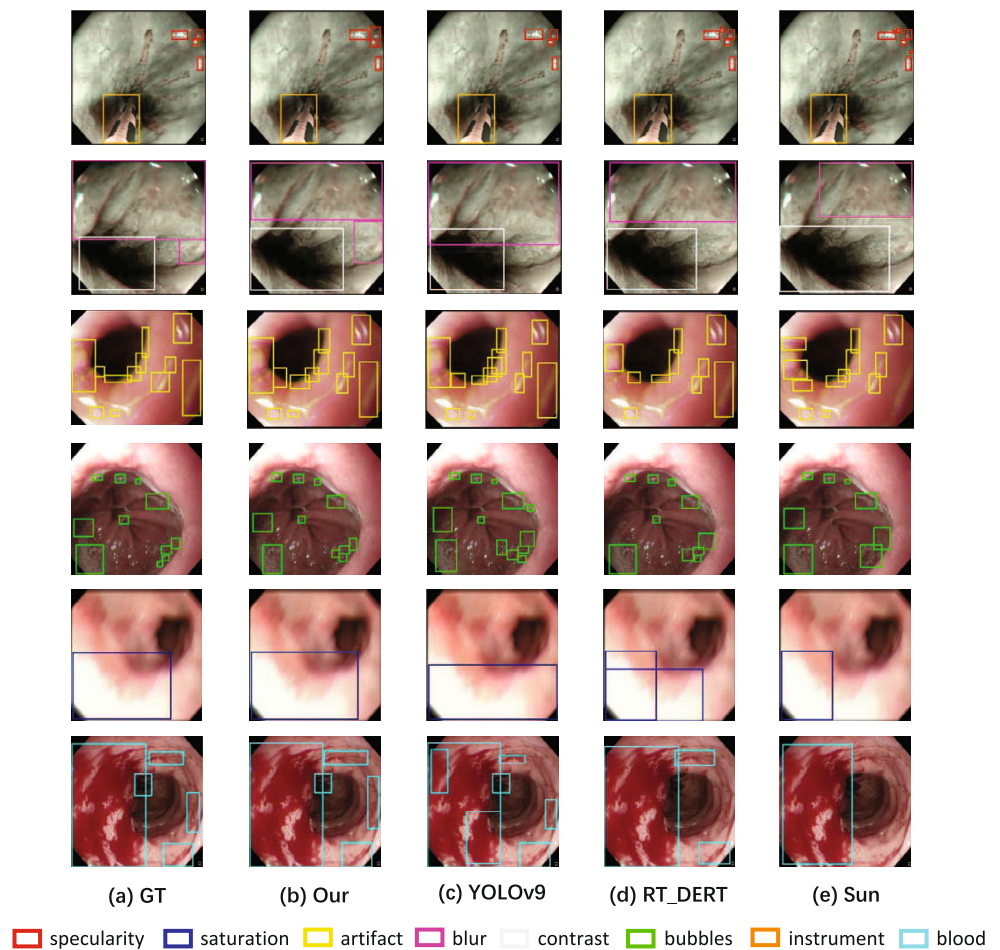 (a) GT (b) Our (c) YOLOv9 (d) RT_DERT (e) Sun
specularity saturation artifact blur contrast bubbles instrument blood